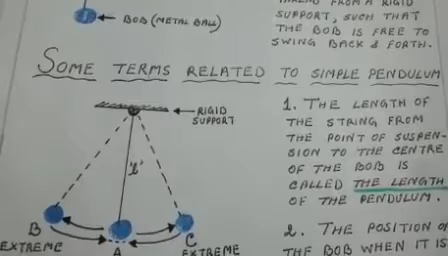 THREAD FROM A RIGID
SUPPORT, SUCH THAT
THE BOB IS FREE TO
SWING BACK & FORTH.
BOB (METAL BALL)
SOME TERMS RELATED TO SIMPLE PENDULUM
RIGID
SUPPORT
'l'
B
EXTREME
A
C
EXTREME
1. THE LENGTH OF
THE STRING FROM
THE POINT OF SUSPEN-
SION TO THE CENTRE
OF THE BOB IS
CALLED THE LENGTH
OF THE PENDULUM.
2. THE POSITION OF
THE BOB WHEN IT IS